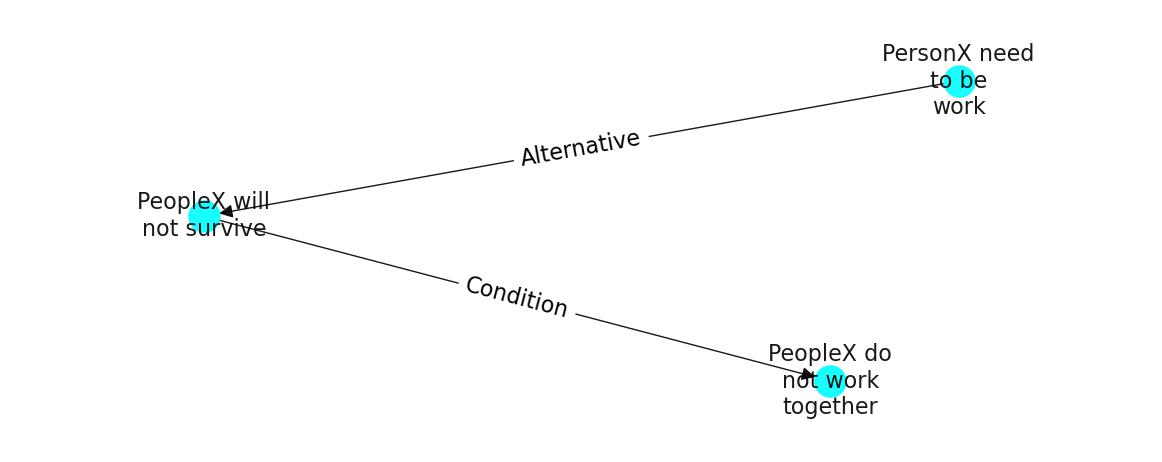 PersonX need
to be
work
Alternative
PeopleX will
not survive
Condition
PeopleX do
not work
together